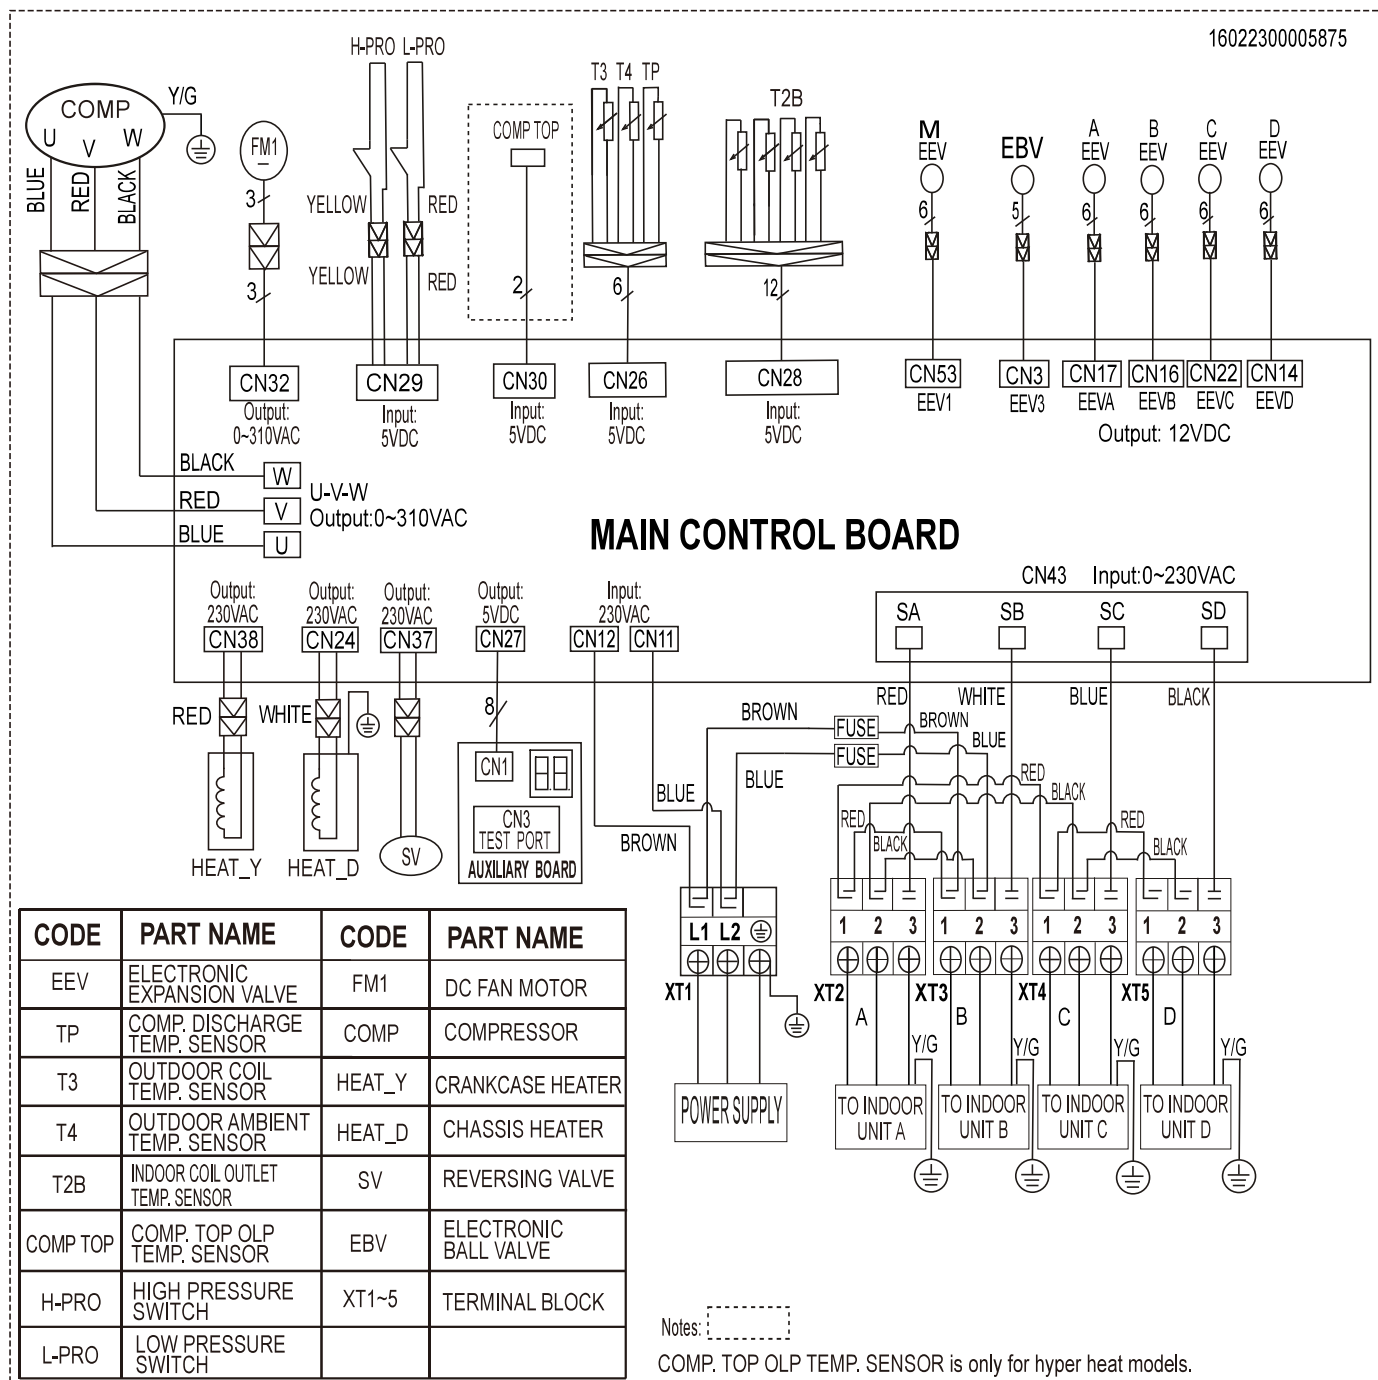 16022300005875
H-PRO L-PRO
COMP
U V W
Y/G
BLUE
RED
BLACK
FM1
3
3
YELLOW
RED
YELLOW
RED
COMP TOP
2
T3 T4 TP
6
T2B
12
M
EEV
6
EBV
5
A
EEV
6
B
EEV
6
C
EEV
6
D
EEV
6
CN32
Output:
0~310VAC
CN29
Input:
5VDC
CN30
Input:
5VDC
CN26
Input:
5VDC
CN28
Input:
5VDC
CN53
EEV1
CN3
EEV3
CN17
EEVA
CN16
EEVB
CN22
EEVC
CN14
EEVD
Output: 12VDC
BLACK
W
RED
V
BLUE
U
U-V-W
Output:0~310VAC
MAIN CONTROL BOARD
Output:
230VAC
CN38
Output:
230VAC
CN24
Output:
230VAC
CN37
Output:
5VDC
CN27
Input:
230VAC
CN12
CN11
CN43 Input:0~230VAC
SA
SB
SC
SD
RED
WHITE
BLUE
BLACK
RED
WHITE
HEAT_Y
HEAT_D
SV
8
CN1
CN3
TEST PORT
AUXILIARY BOARD
BROWN
FUSE
BROWN
FUSE
BLUE
BLUE
BLUE
BROWN
RED
BLACK
RED
BLACK
RED
BLACK
L1 L2
XT1
POWER SUPPLY
1 2 3
1 2 3
1 2 3
1 2 3
XT2
A
XT3
B
XT4
C
XT5
D
Y/G
Y/G
Y/G
Y/G
TO INDOOR
UNIT A
TO INDOOR
UNIT B
TO INDOOR
UNIT C
TO INDOOR
UNIT D
CODE PART NAME CODE PART NAME
EEV ELECTRONIC
EXPANSION VALVE
FM1 DC FAN MOTOR
TP COMP. DISCHARGE
TEMP. SENSOR
COMP COMPRESSOR
T3 OUTDOOR COIL
TEMP. SENSOR
HEAT_Y CRANKCASE HEATER
T4 OUTDOOR AMBIENT
TEMP. SENSOR
HEAT_D CHASSIS HEATER
T2B INDOOR COIL OUTLET
TEMP. SENSOR
SV REVERSING VALVE
COMP TOP COMP. TOP OLP
TEMP. SENSOR
EBV ELECTRONIC
BALL VALVE
H-PRO HIGH PRESSURE
SWITCH
XT1~5 TERMINAL BLOCK
L-PRO LOW PRESSURE
SWITCH
Notes:
COMP. TOP OLP TEMP. SENSOR is only for hyper heat models.